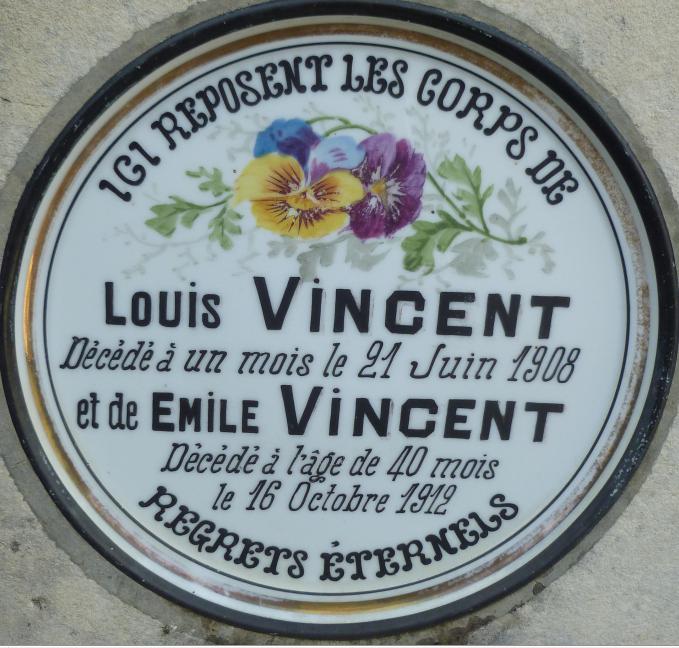 ICI REPOSENT LES CORPS DE
Louis VINCENT
Décédé à un mois le 21 Juin 1908
et de EMILE VINCENT
Décédé à l'âge de 40 mois
le 16 Octobre 1912
REGRETS ÉTERNELS